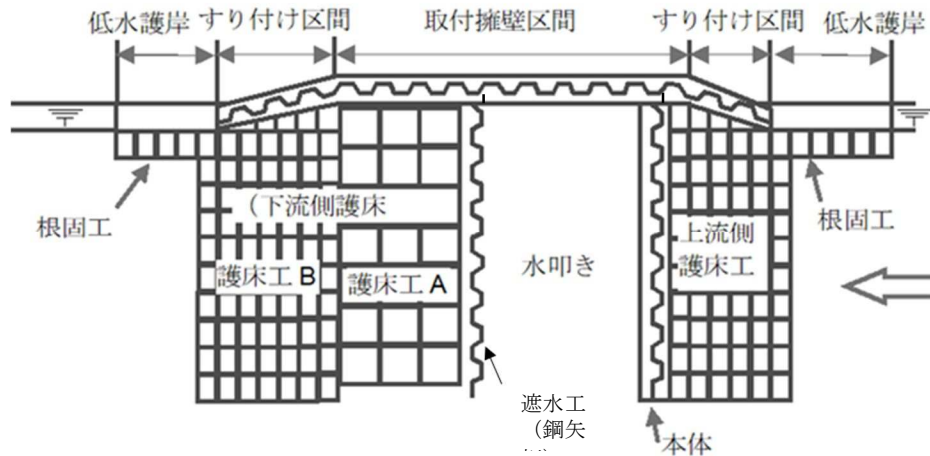 低水護岸
すり付け区間
取付擁壁区間
すり付け区間
低水護岸
根固工
(下流側護床
護床工 B
護床工 A
水叩き
上流側
護床工
根固工
遮水工
(鋼矢
本体